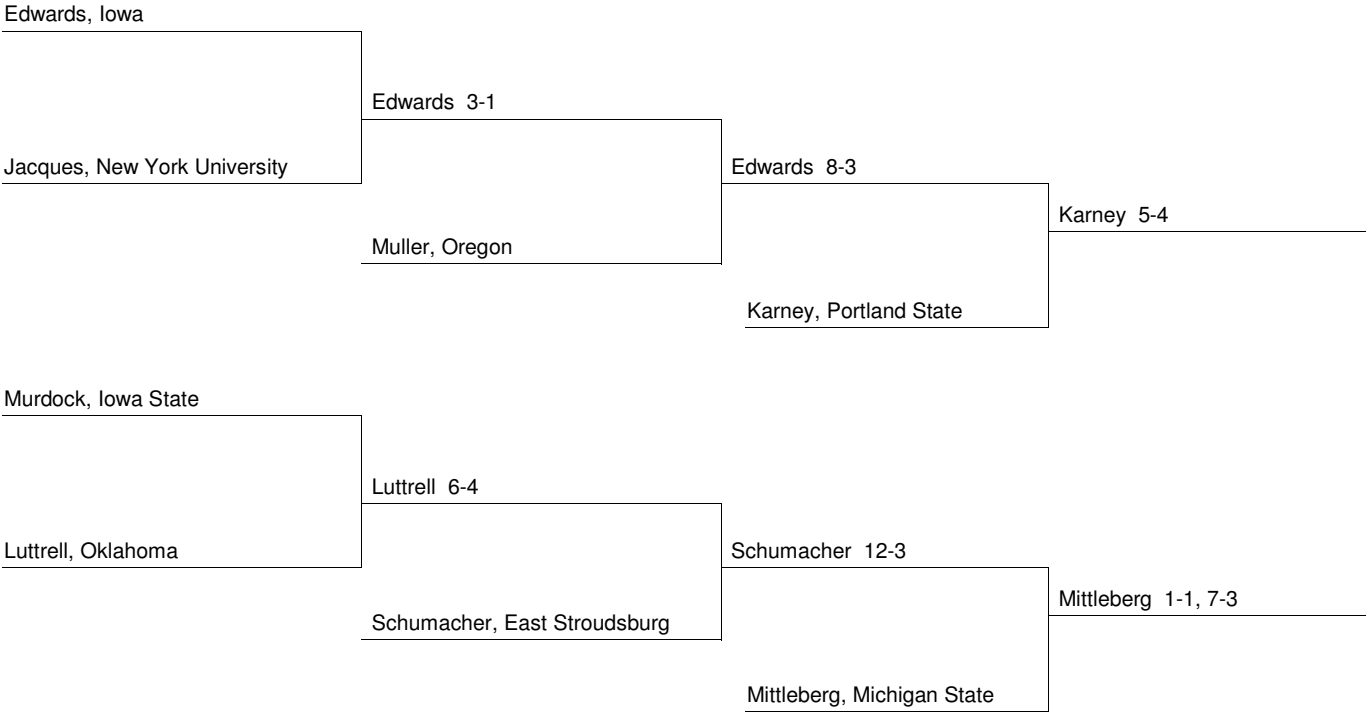 Edwards, Iowa
Edwards 3-1
Jacques, New York University
Edwards 8-3
Karney 5-4
Muller, Oregon
Karney, Portland State
Murdock, Iowa State
Luttrell 6-4
Luttrell, Oklahoma
Schumacher 12-3
Mittleberg 1-1, 7-3
Schumacher, East Stroudsburg
Mittleberg, Michigan State